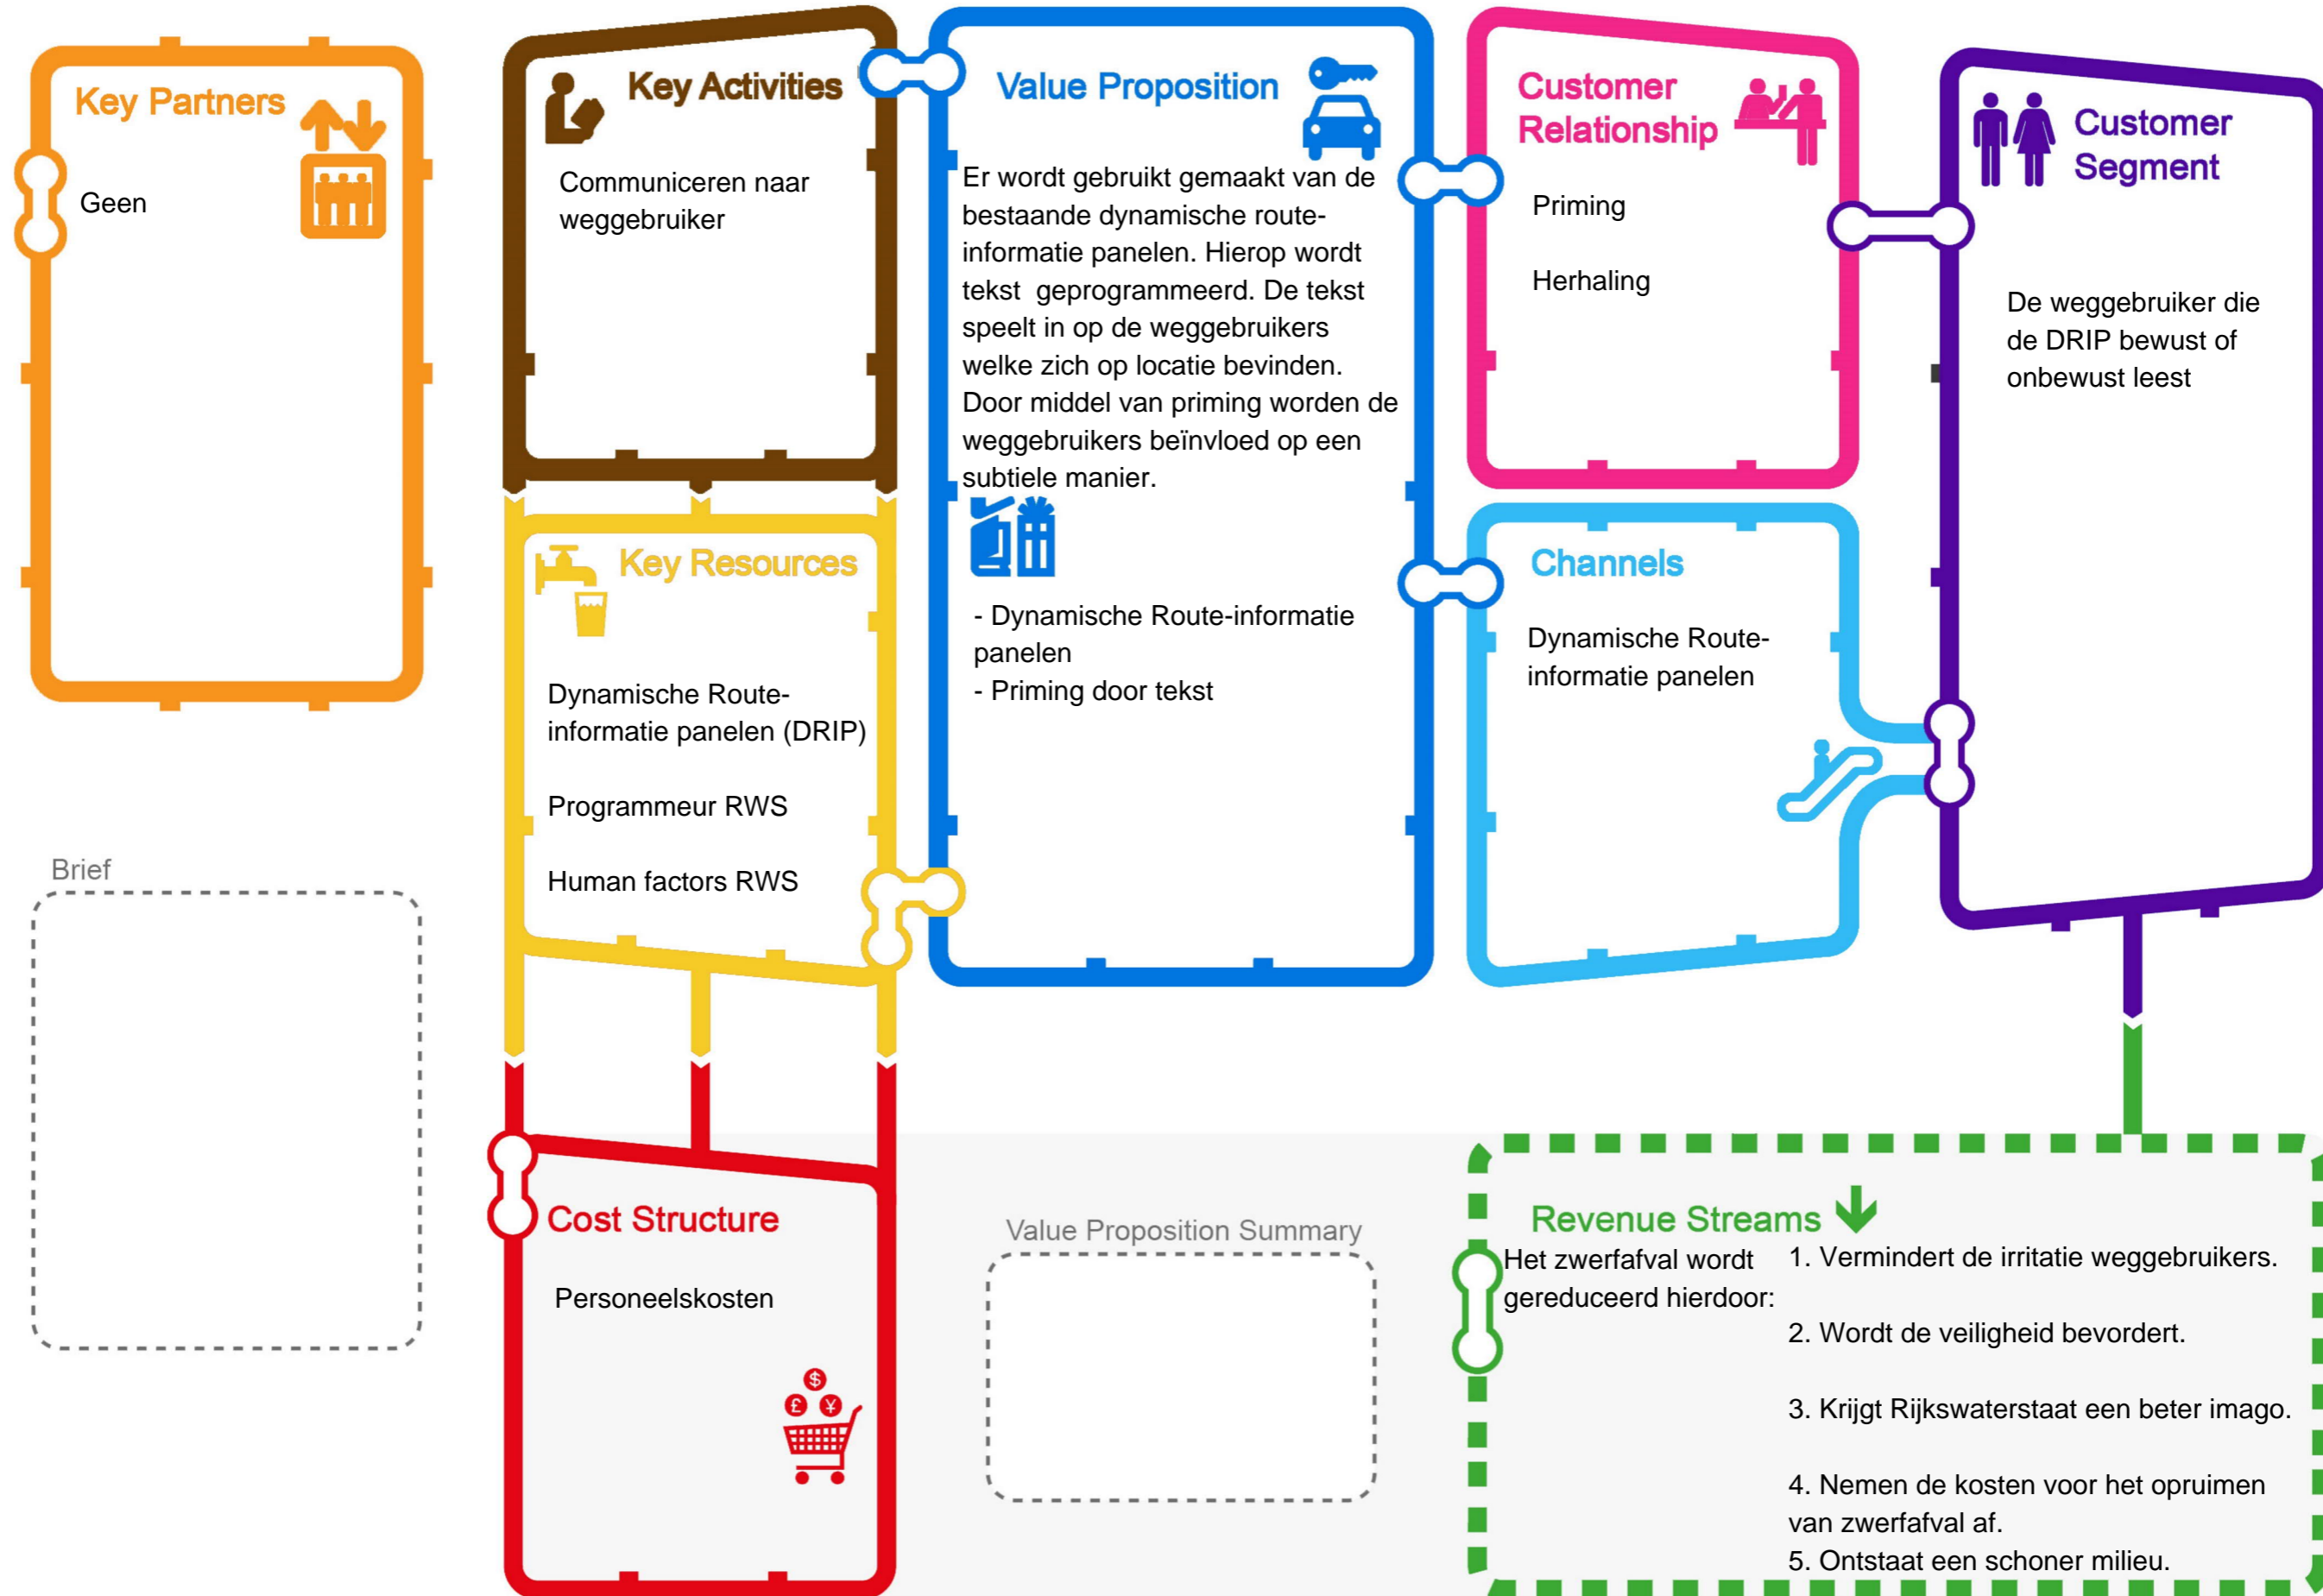 Key Partners
Geen
Key Activities
Communiceren naar
weggebruiker
Value Proposition
Er wordt gebruikt gemaakt van de
bestaande dynamische route-
informatie panelen. Hierop wordt
tekst  geprogrammeerd. De tekst
speelt in op de weggebruikers
welke zich op locatie bevinden.
Door middel van priming worden de
weggebruikers beïnvloed op een
subtiele manier.
- Dynamische Route-informatie
panelen
- Priming door tekst
Customer
Relationship
Priming
Herhaling
Customer
Segment
De weggebruiker die
de DRIP bewust of
onbewust leest
Key Resources
Dynamische Route-
informatie panelen (DRIP)
Programmeur RWS
Human factors RWS
Channels
Dynamische Route-
informatie panelen
Brief
Cost Structure
Personeelskosten
$
£ ¥
Value Proposition Summary
Revenue Streams
Het zwerfafval wordt
gereduceerd hierdoor:
1. Vermindert de irritatie weggebruikers.
2. Wordt de veiligheid bevordert.
3. Krijgt Rijkswaterstaat een beter imago.
4. Nemen de kosten voor het opruimen
van zwerfafval af.
5. Ontstaat een schoner milieu.